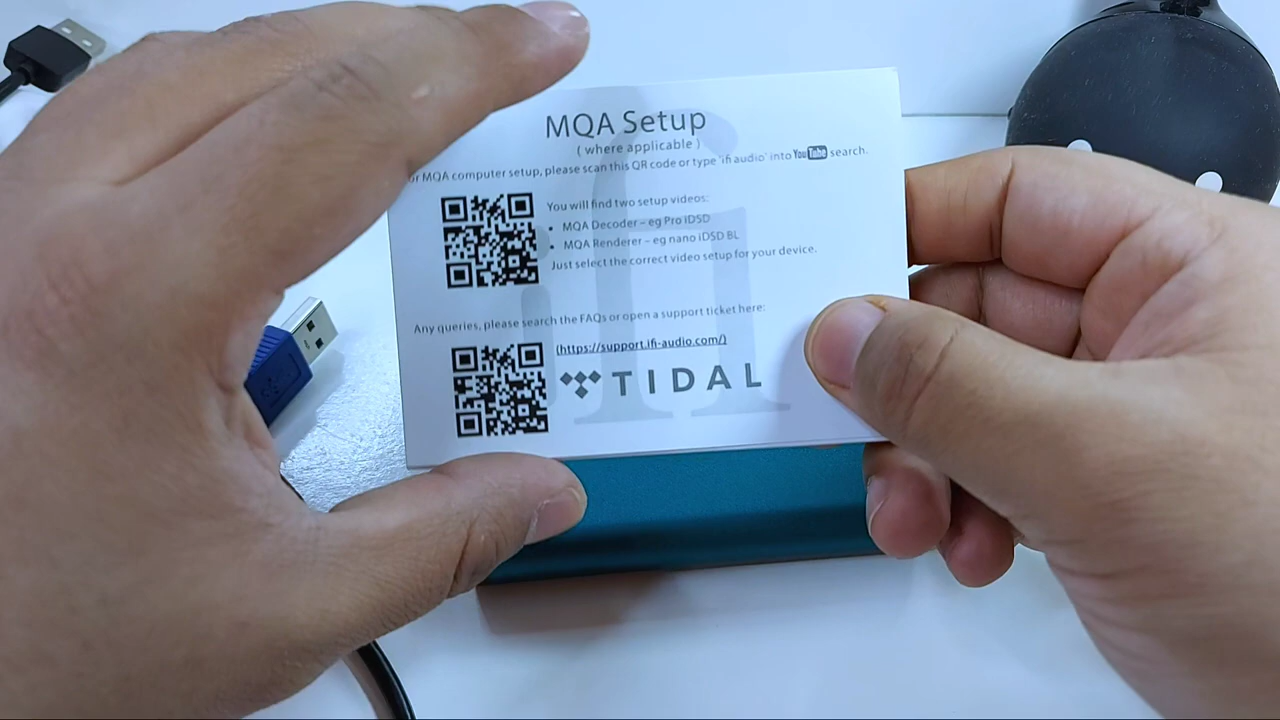 MQA Setup
( where applicable )
r MQA computer setup, please scan this QR code or type 'ifi audio' into YouTube search.
You will find two setup videos:
• MQA Decoder – eg Pro iDSD
• MQA Renderer – eg nano iDSD BL
Just select the correct video setup for your device.
Any queries, please search the FAQs or open a support ticket here:
(https://support.ifi-audio.com/)
TIDAL
ifi